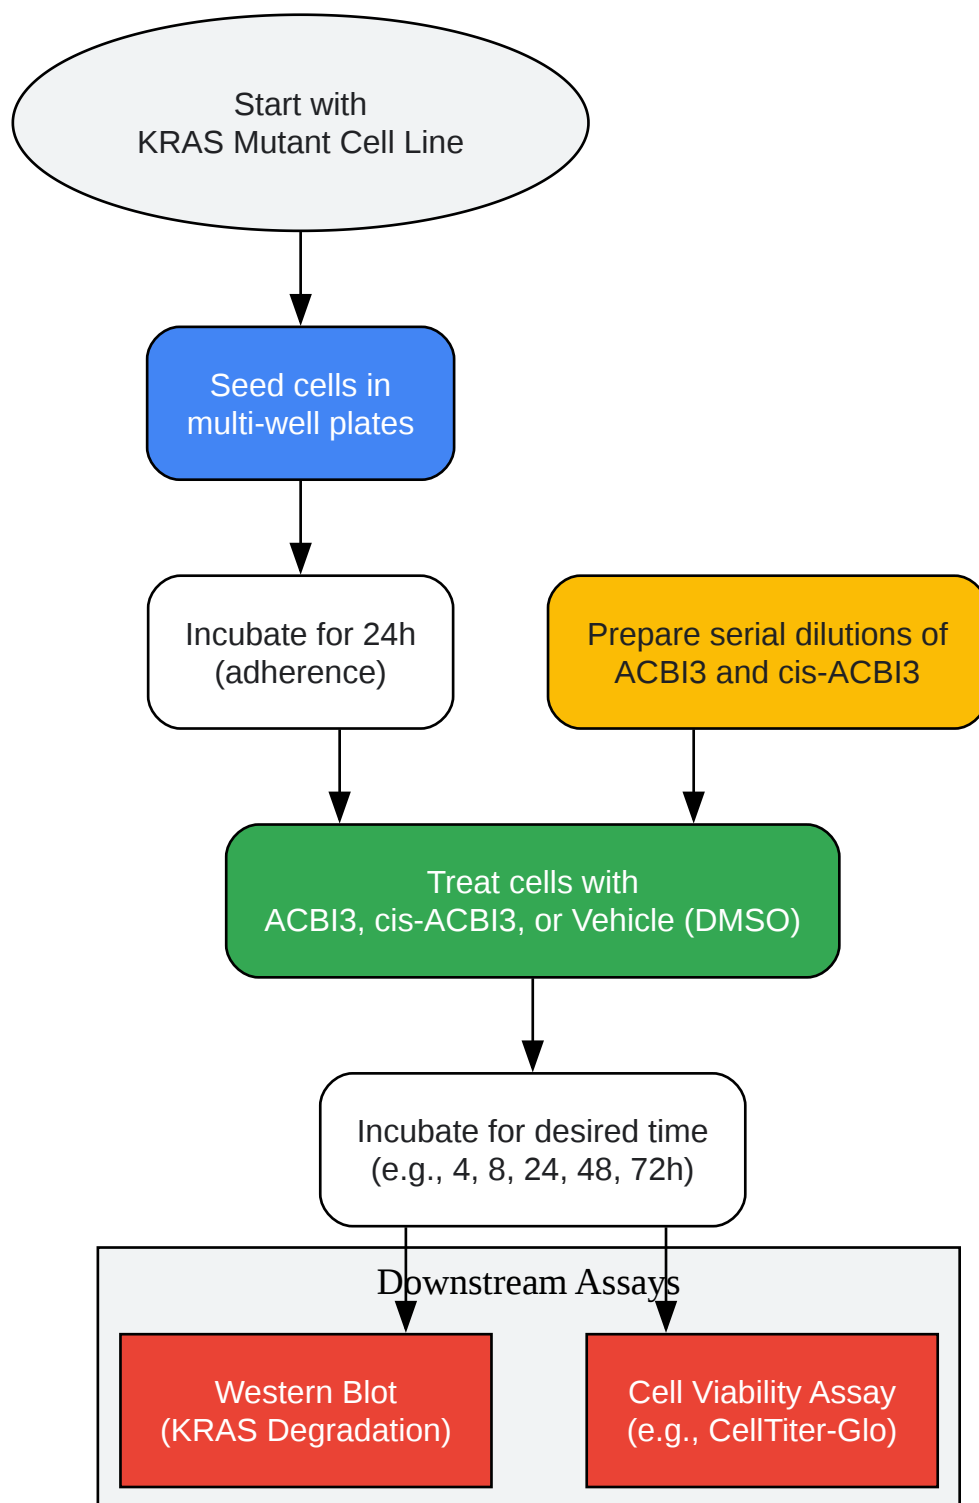 Start with
KRAS Mutant Cell Line
Seed cells in
multi-well plates
Incubate for 24h
(adherence)
Prepare serial dilutions of
ACBI3 and cis-ACBI3
Treat cells with
ACBI3, cis-ACBI3, or Vehicle (DMSO)
Incubate for desired time
(e.g., 4, 8, 24, 48, 72h)
Downstream Assays
Western Blot
(KRAS Degradation)
Cell Viability Assay
(e.g., CellTiter-Glo)